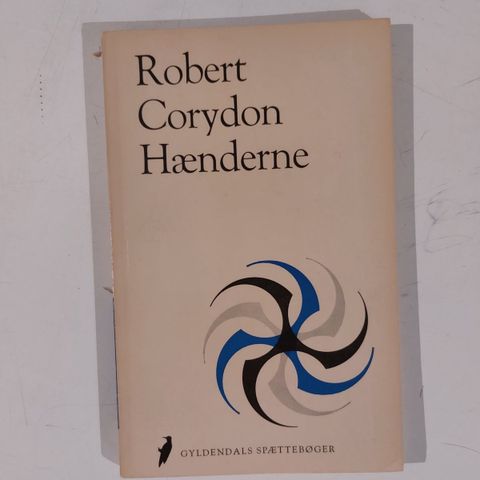 Robert
Corydon
Hænderne
GYLDENDALS SPÆTTEBØGER